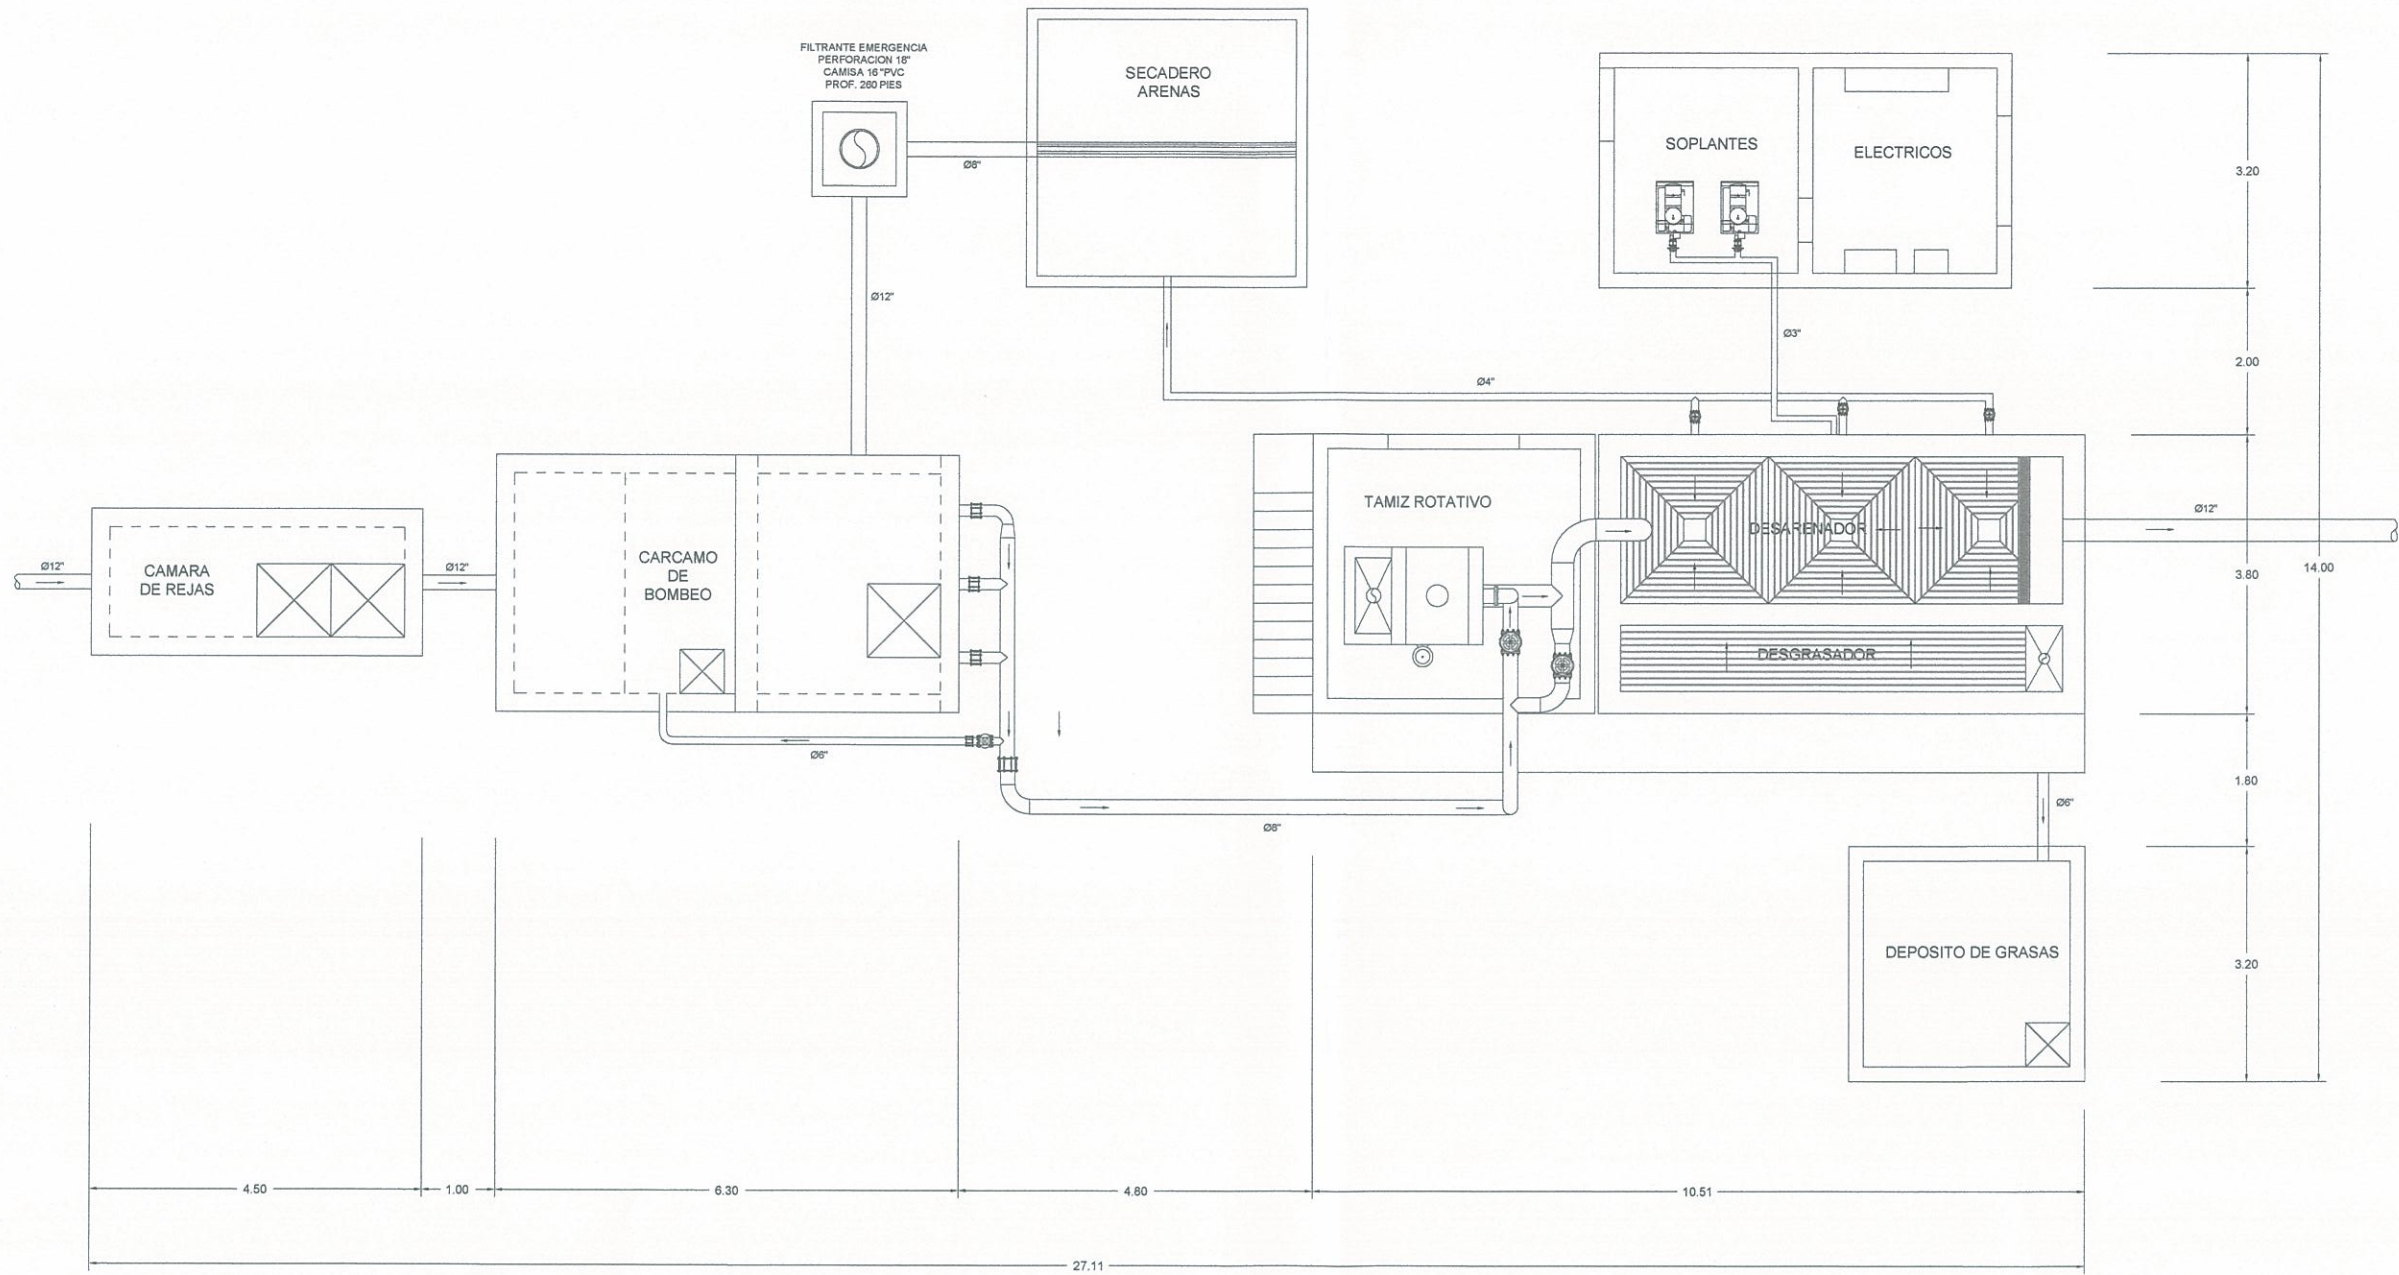 FILTRANTE EMERGENCIA
PERFORACION 18"
CAMISA 16 "PVC
PROF. 260 PIES
SECADERO
ARENAS
SOPLANTES
ELECTRICOS
3.20
Ø8"
Ø12"
Ø3"
2.00
Ø4"
TAMIZ ROTATIVO
DESARENADOR
Ø12"
CAMARA
DE REJAS
Ø12"
Ø12"
CARCAMO
DE
BOMBEO
3.80
14.00
DESGRASADOR
Ø6"
1.80
Ø6"
Ø8"
DEPOSITO DE GRASAS
3.20
4.50
1.00
6.30
4.80
10.51
27.11